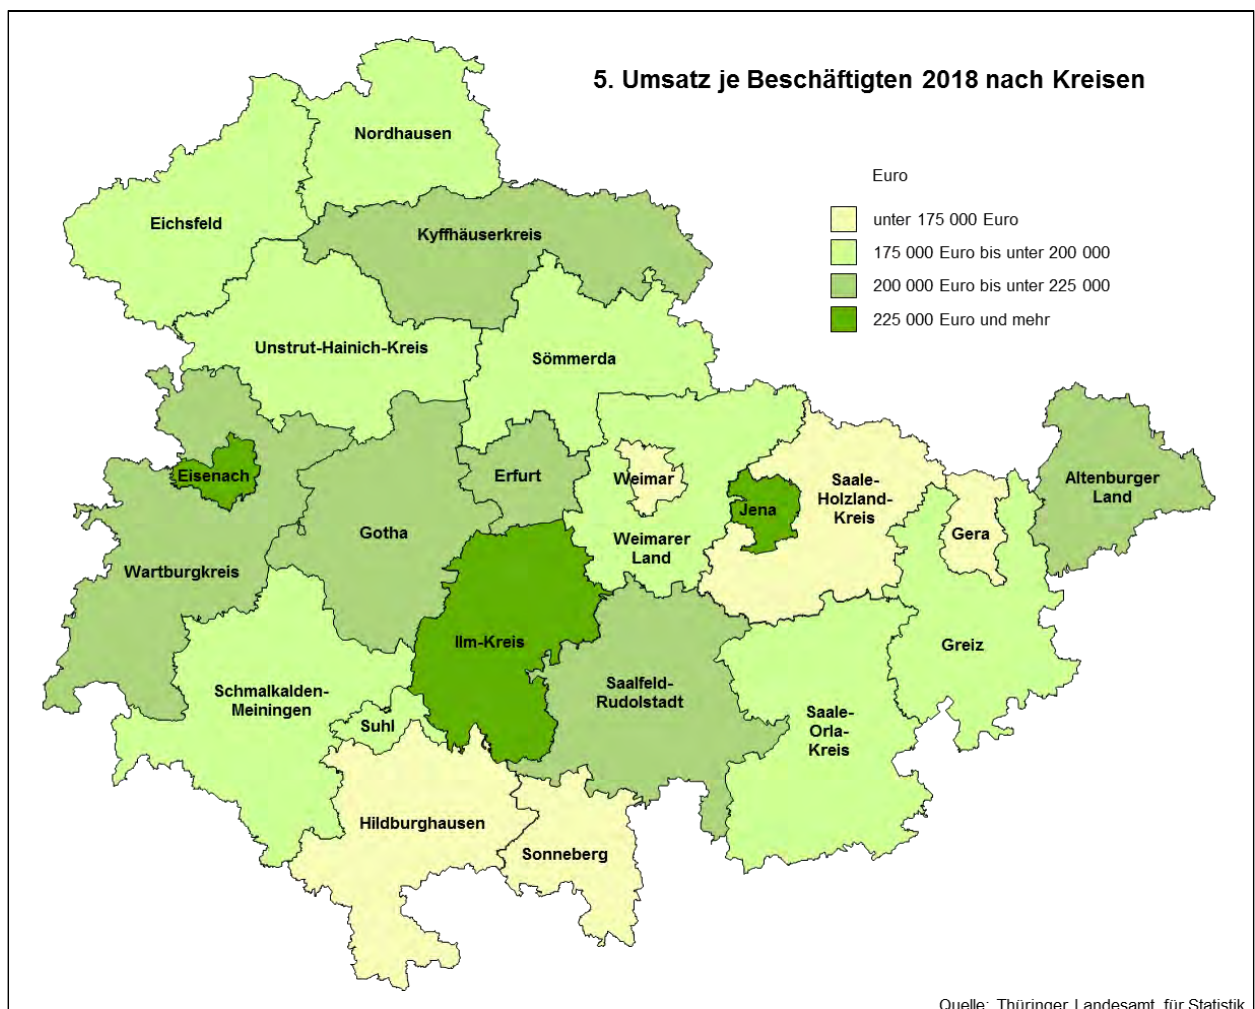 5. Umsatz je Beschäftigten 2018 nach Kreisen
Euro
unter 175 000 Euro
175 000 Euro bis unter 200 000
200 000 Euro bis unter 225 000
225 000 Euro und mehr
Nordhausen
Eichsfeld
Kyffhäuserkreis
Unstrut-Hainich-Kreis
Sömmerda
Eisenach
Erfurt
Weimar
Saale-
Holzland-
Kreis
Altenburger
Land
Jena
Gotha
Weimarer
Land
Gera
Wartburgkreis
Ilm-Kreis
Greiz
Schmalkalden-
Meiningen
Saalfeld-
Rudolstadt
Suhl
Saale-
Orla-
Kreis
Hildburghausen
Sonneberg
Quelle: Thüringer Landesamt für Statistik